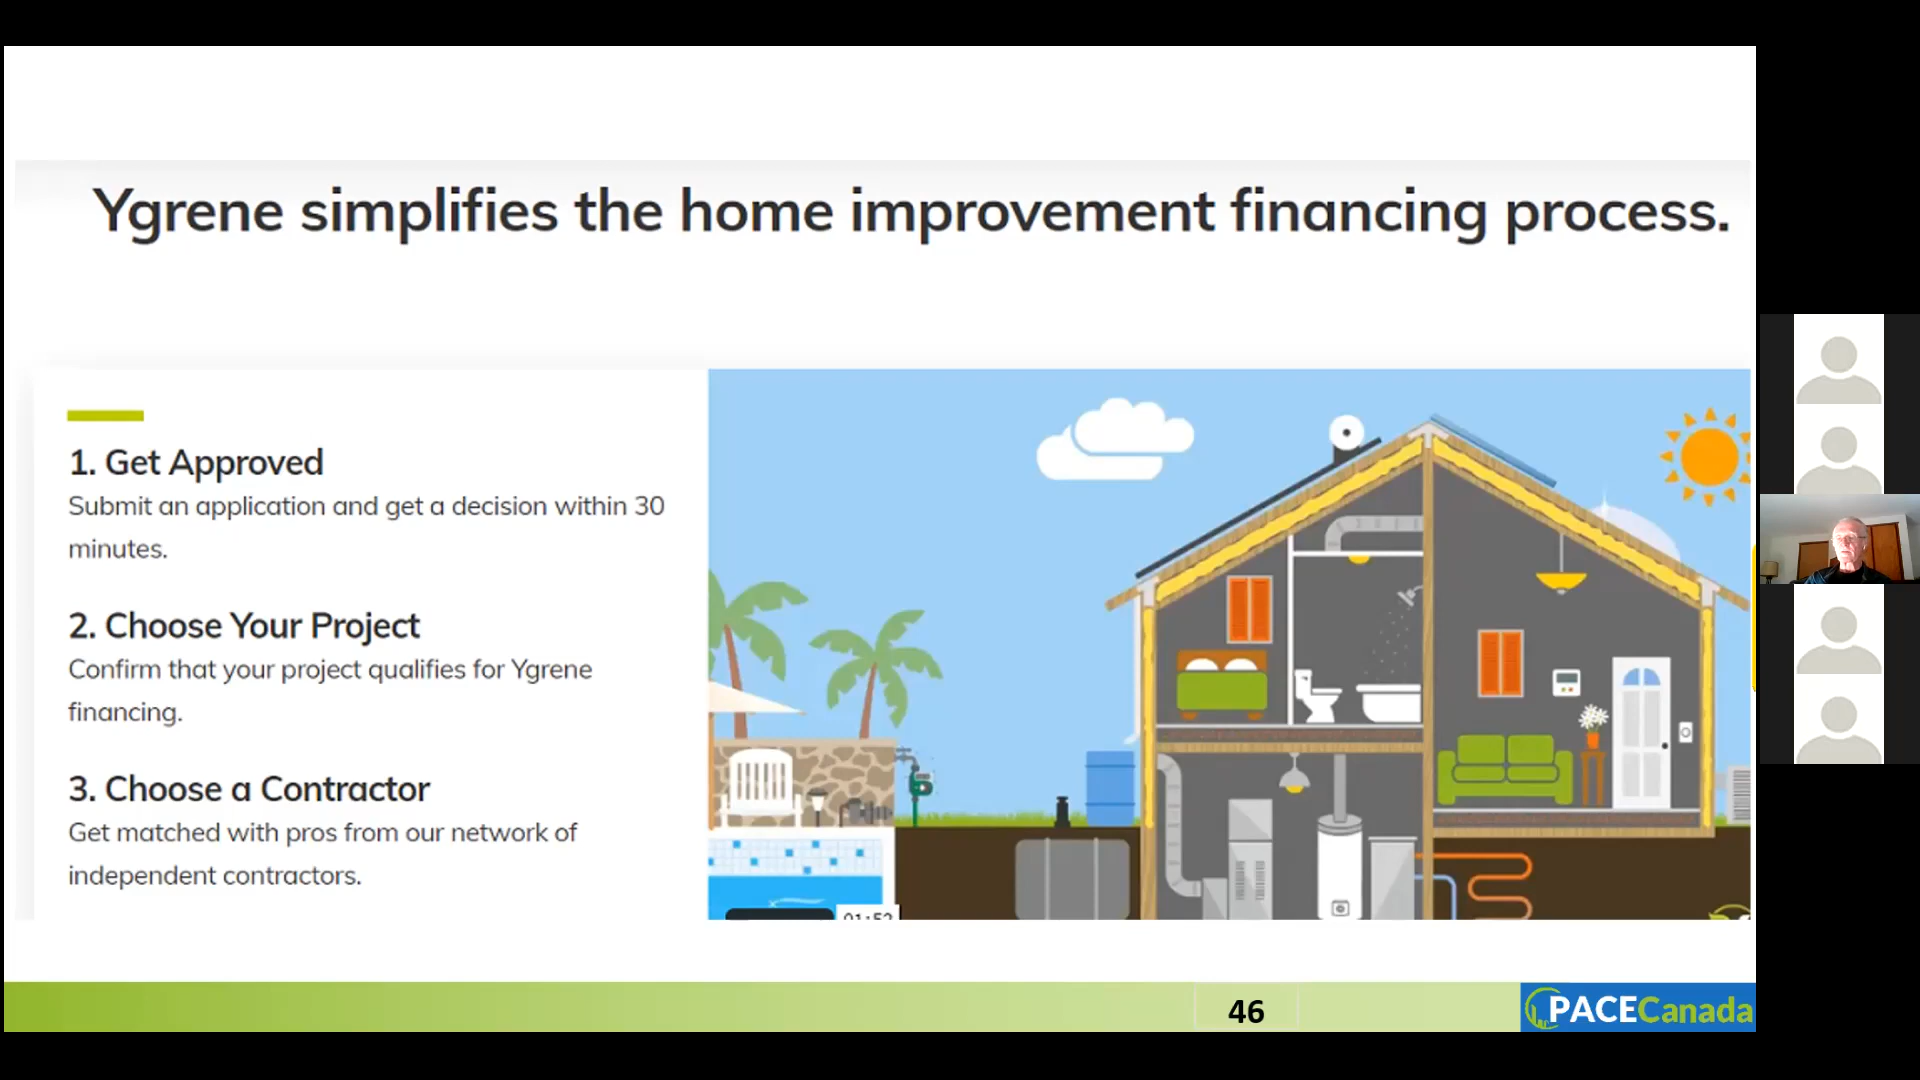 Ygrene simplifies the home improvement financing process.
1. Get Approved
Submit an application and get a decision within 30
minutes.
2. Choose Your Project
Confirm that your project qualifies for Ygrene
financing.
3. Choose a Contractor
Get matched with pros from our network of
independent contractors.
01:52
46
PACECanada